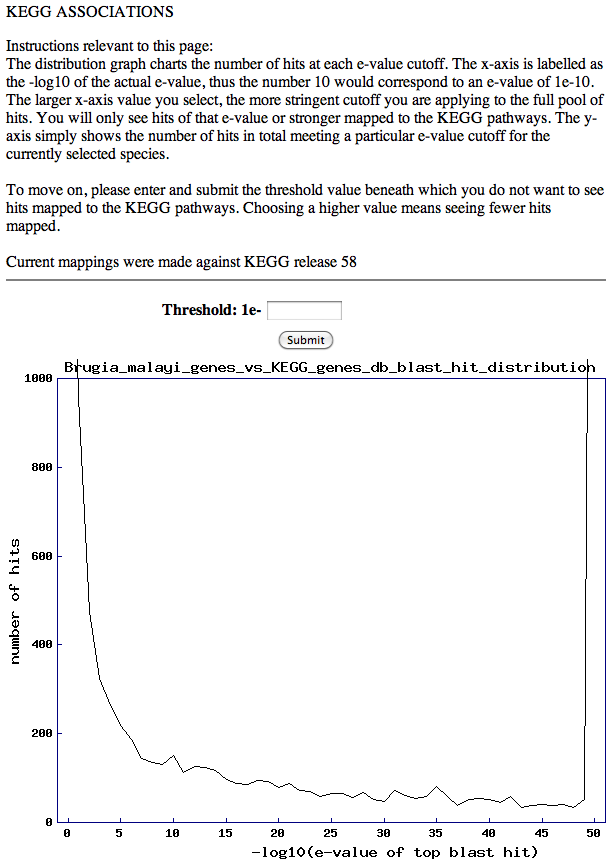 KEGG ASSOCIATIONS
Instructions relevant to this page:
The distribution graph charts the number of hits at each e-value cutoff. The x-axis is labelled as
the -log10 of the actual e-value, thus the number 10 would correspond to an e-value of 1e-10.
The larger x-axis value you select, the more stringent cutoff you are applying to the full pool of
hits. You will only see hits of that e-value or stronger mapped to the KEGG pathways. The y-
axis simply shows the number of hits in total meeting a particular e-value cutoff for the
currently selected species.
To move on, please enter and submit the threshold value beneath which you do not want to see
hits mapped to the KEGG pathways. Choosing a higher value means seeing fewer hits
mapped.
Current mappings were made against KEGG release 58
Threshold: 1e-
Submit
Brugia_malayi_genes_vs_KEGG_genes_db_blast_hit_distribution
1000
800
600
400
200
0
number of hits
0 5 10 15 20 25 30 35 40 45 50
-log10(e-value of top blast hit)